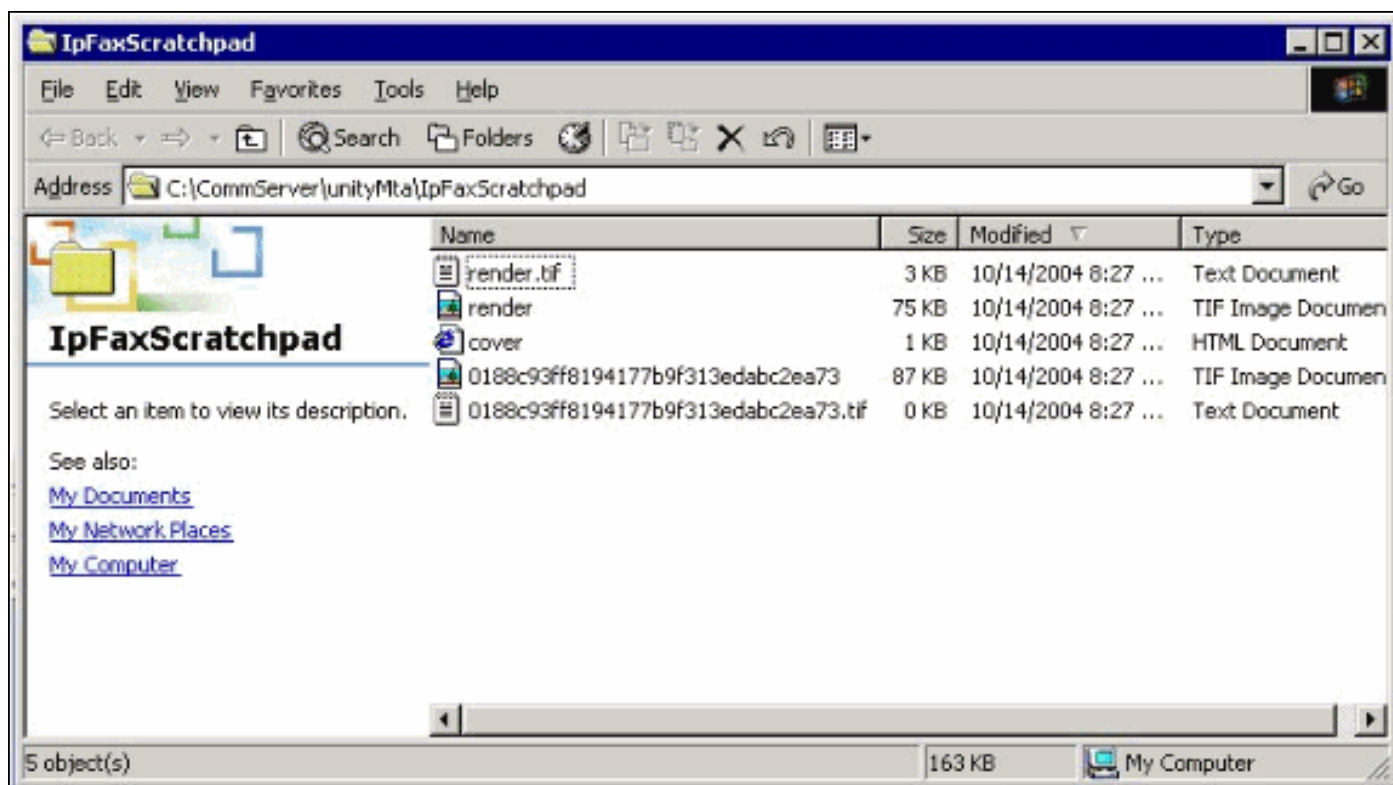 IpFaxScratchpad
File Edit View Favorites Tools Help
Back Search Folders
Address C:\CommServer\unityMta\IpFaxScratchpad Go
Name Size Modified Type
render.tif 3 KB 10/14/2004 8:27 ... Text Document
render 75 KB 10/14/2004 8:27 ... TIF Image Documen
cover 1 KB 10/14/2004 8:27 ... HTML Document
0188c93ff8194177b9f313edabc2ea73 87 KB 10/14/2004 8:27 ... TIF Image Documen
0188c93ff8194177b9f313edabc2ea73.tif 0 KB 10/14/2004 8:27 ... Text Document
IpFaxScratchpad
Select an item to view its description.
See also:
My Documents
My Network Places
My Computer
5 object(s) 163 KB My Computer